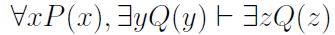 ∀xP(x), ∃yQ(y) ⊢ ∃zQ(z)